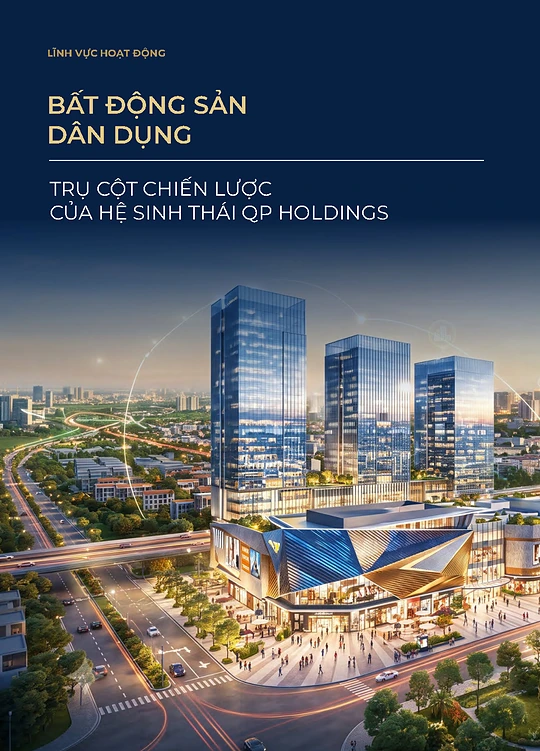 LĨNH VỰC HOẠT ĐỘNG
BẤT ĐỘNG SẢN
DÂN DỤNG
TRỤ CỘT CHIẾN LƯỢC
CỦA HỆ SINH THÁI QP HOLDINGS